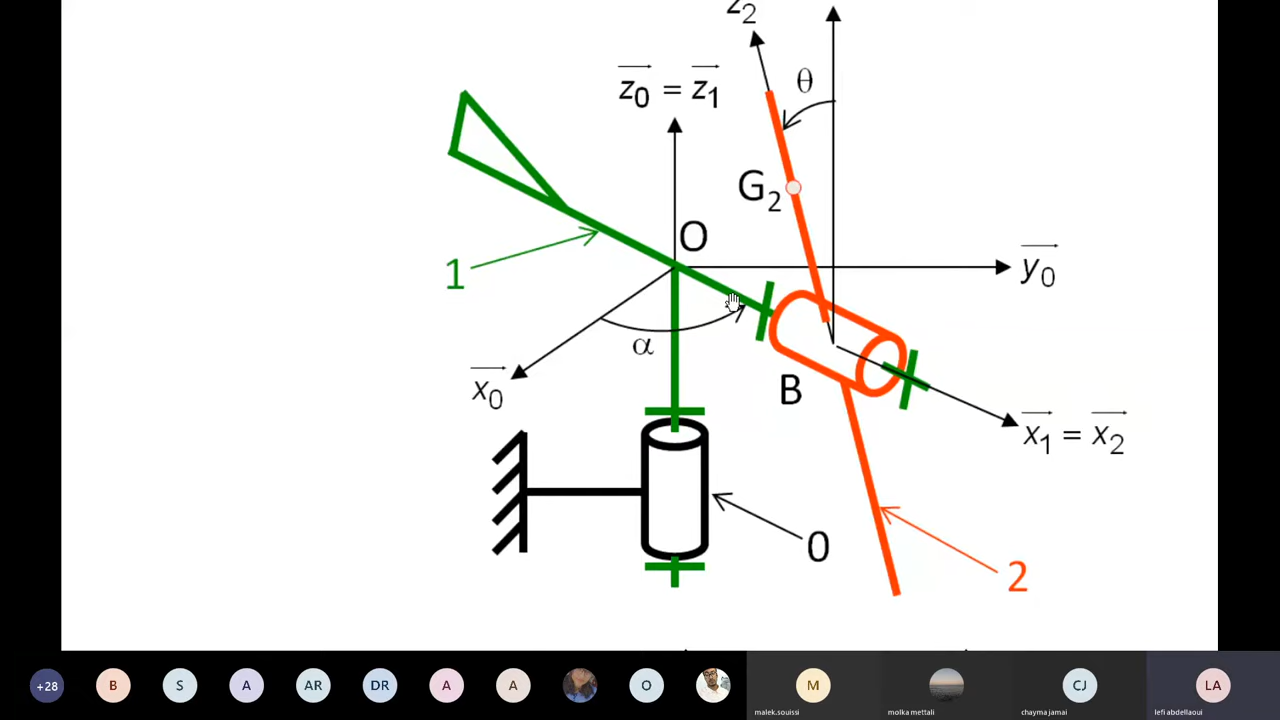 z2
θ
z0 = z1
G2
O
1
y0
α
x0
B
x1 = x2
0
2
+28
B
S
A
AR
DR
A
A
O
M
malek.souissi
molka mettali
CJ
chayma jamai
LA
lefi abdellaoui